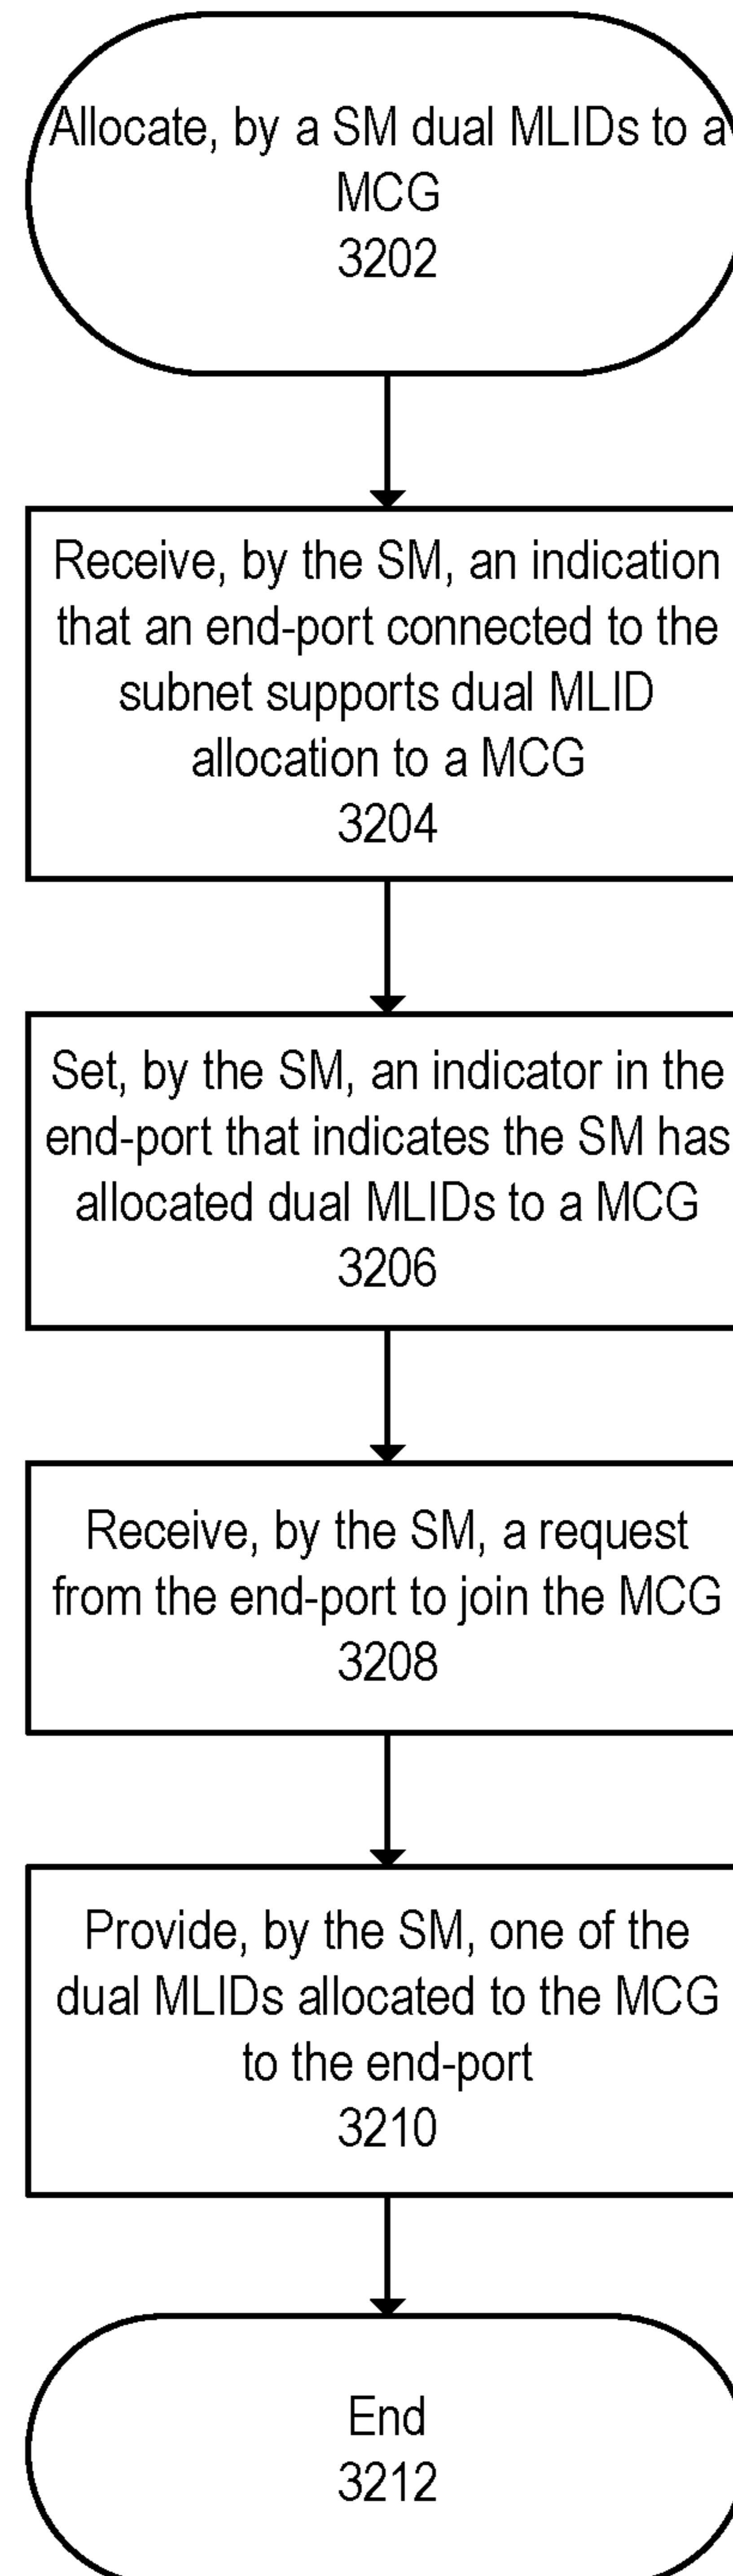 Allocate, by a SM dual MLIDs to a
MCG
3202
Receive, by the SM, an indication
that an end-port connected to the
subnet supports dual MLID
allocation to a MCG
3204
Set, by the SM, an indicator in the
end-port that indicates the SM has
allocated dual MLIDs to a MCG
3206
Receive, by the SM, a request
from the end-port to join the MCG
3208
Provide, by the SM, one of the
dual MLIDs allocated to the MCG
to the end-port
3210
End
3212